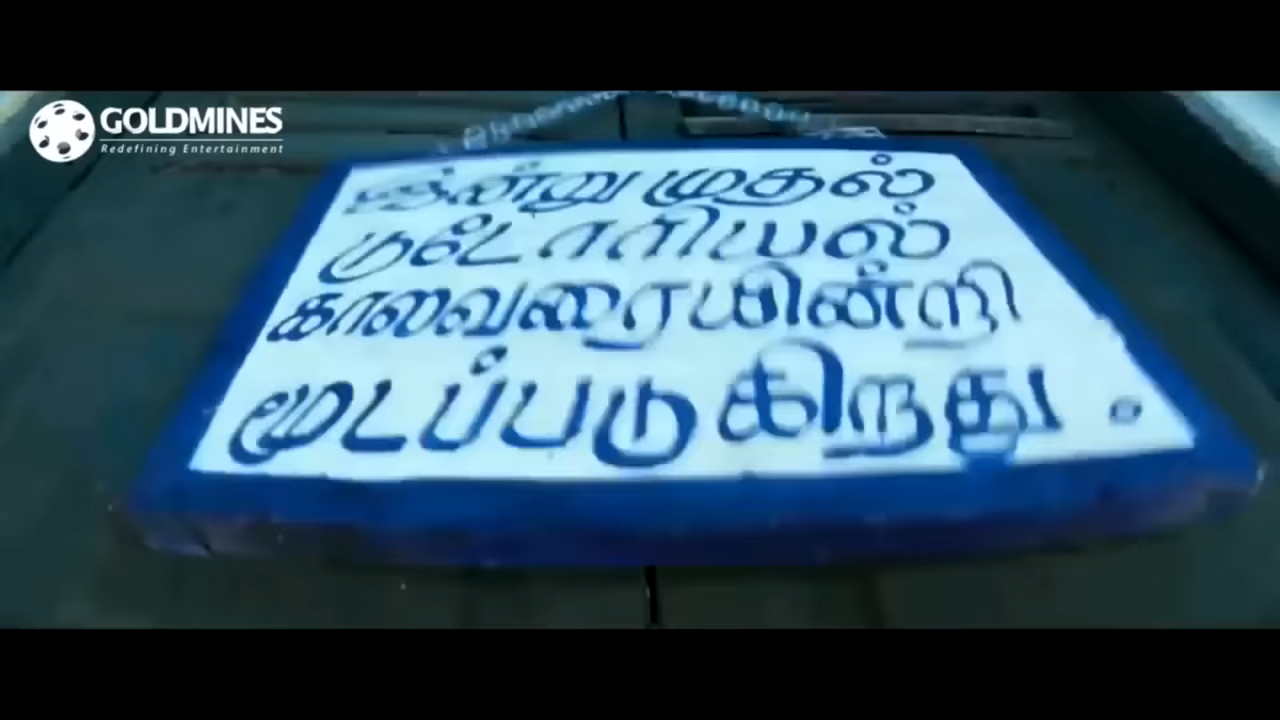 GOLDMINES
Redefining Entertainment
இன்று முதல்
டுடோரியல்
காலவரையின்றி
மூடப்படுகிறது.